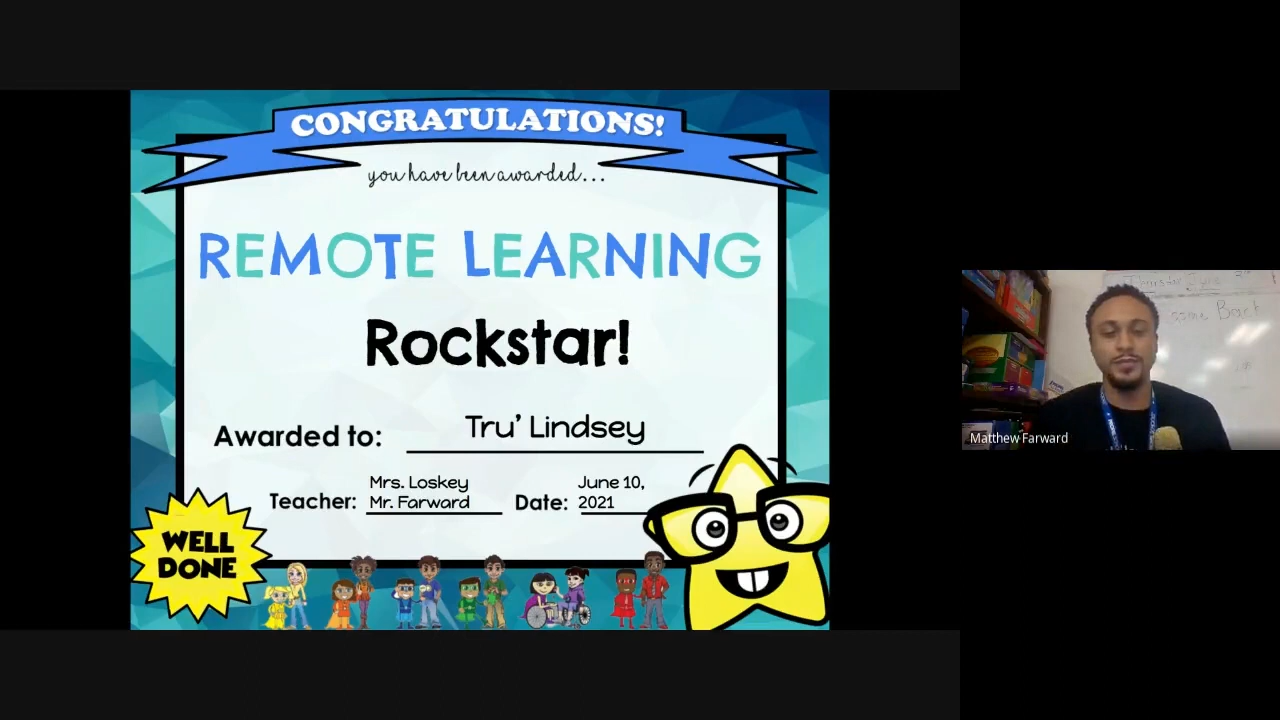 CONGRATULATIONS!
you have been awarded...
REMOTE LEARNING
Rockstar!
Awarded to: Tru' Lindsey
Teacher: Mrs. Loskey
Mr. Farward
Date: June 10,
2021
WELL
DONE
Matthew Farward